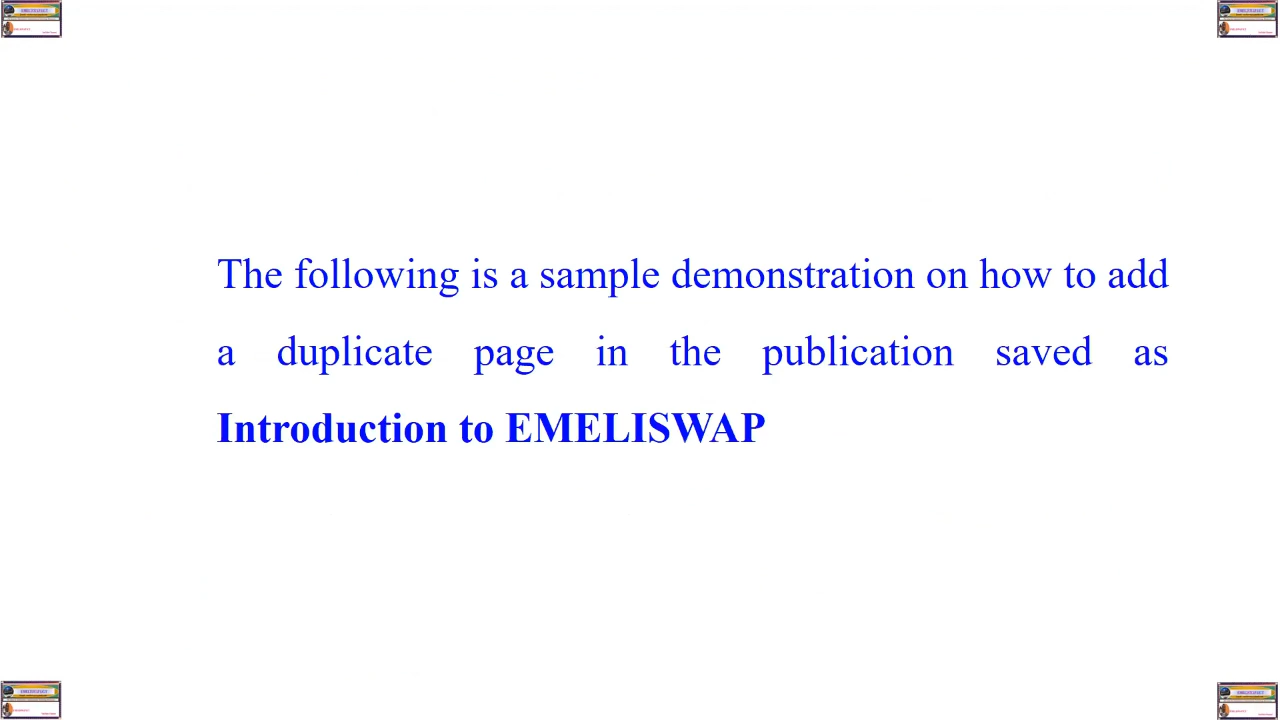 The following is a sample demonstration on how to add
a duplicate page in the publication saved as
Introduction to EMELISWAP